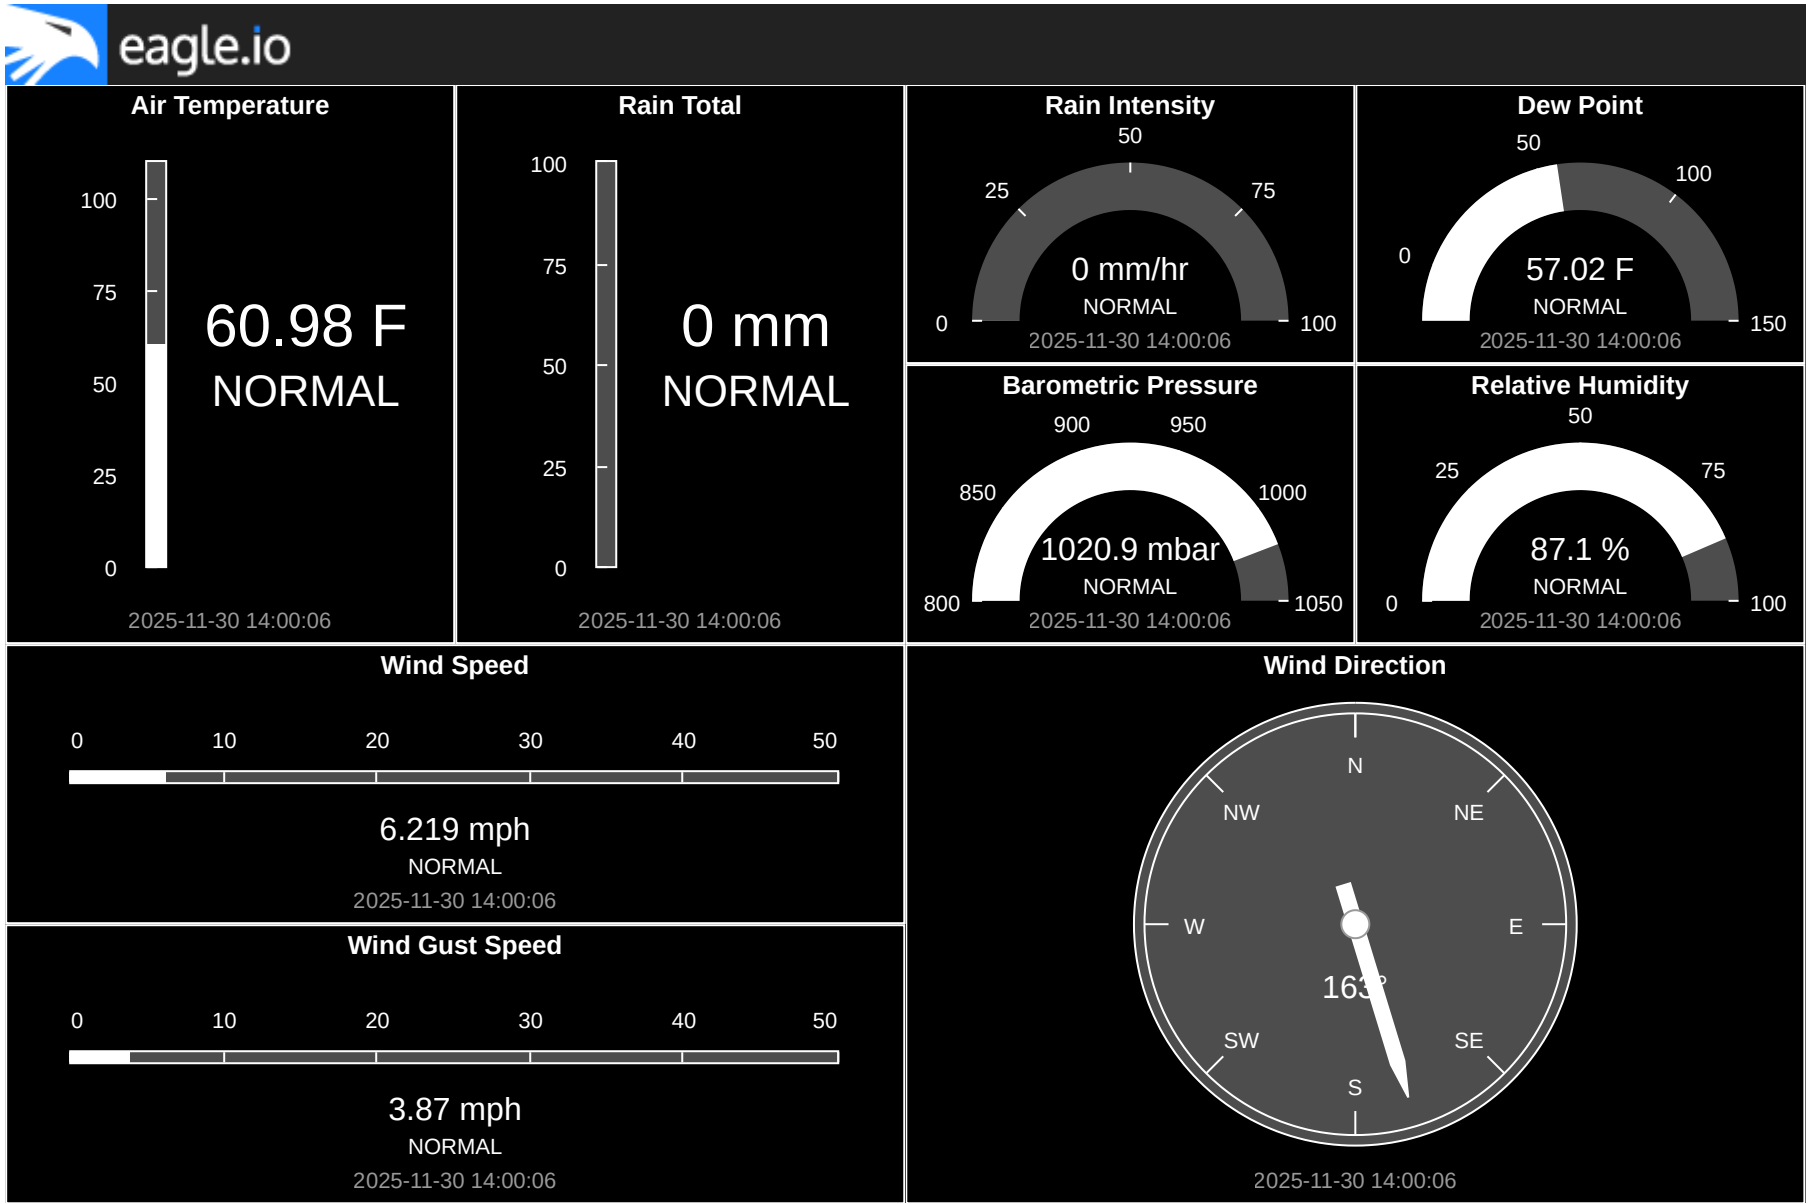 eagle.io
Air Temperature
100
75
50
25
0
60.98 F
NORMAL
2025-11-30 14:00:06
Rain Total
100
75
50
25
0
0 mm
NORMAL
2025-11-30 14:00:06
Rain Intensity
0
25
50
75
100
0 mm/hr
NORMAL
2025-11-30 14:00:06
Dew Point
0
50
100
150
57.02 F
NORMAL
2025-11-30 14:00:06
Barometric Pressure
800
850
900
950
1000
1050
1020.9 mbar
NORMAL
2025-11-30 14:00:06
Relative Humidity
0
25
50
75
100
87.1 %
NORMAL
2025-11-30 14:00:06
Wind Speed
0 10 20 30 40 50
6.219 mph
NORMAL
2025-11-30 14:00:06
Wind Gust Speed
0 10 20 30 40 50
3.87 mph
NORMAL
2025-11-30 14:00:06
Wind Direction
N
NW NE
W E
163°
SW SE
S
2025-11-30 14:00:06